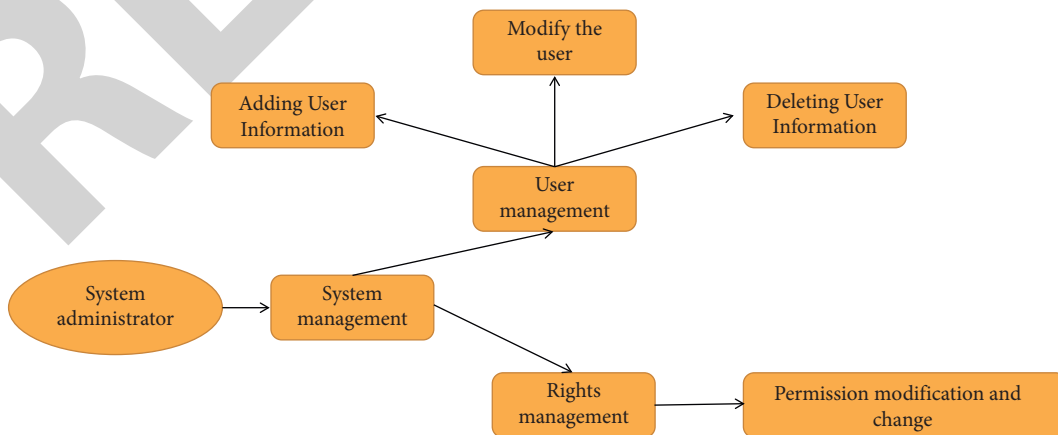 Modify the
user
Adding User
Information
Deleting User
Information
User
management
System
administrator
System
management
Rights
management
Permission modification and
change